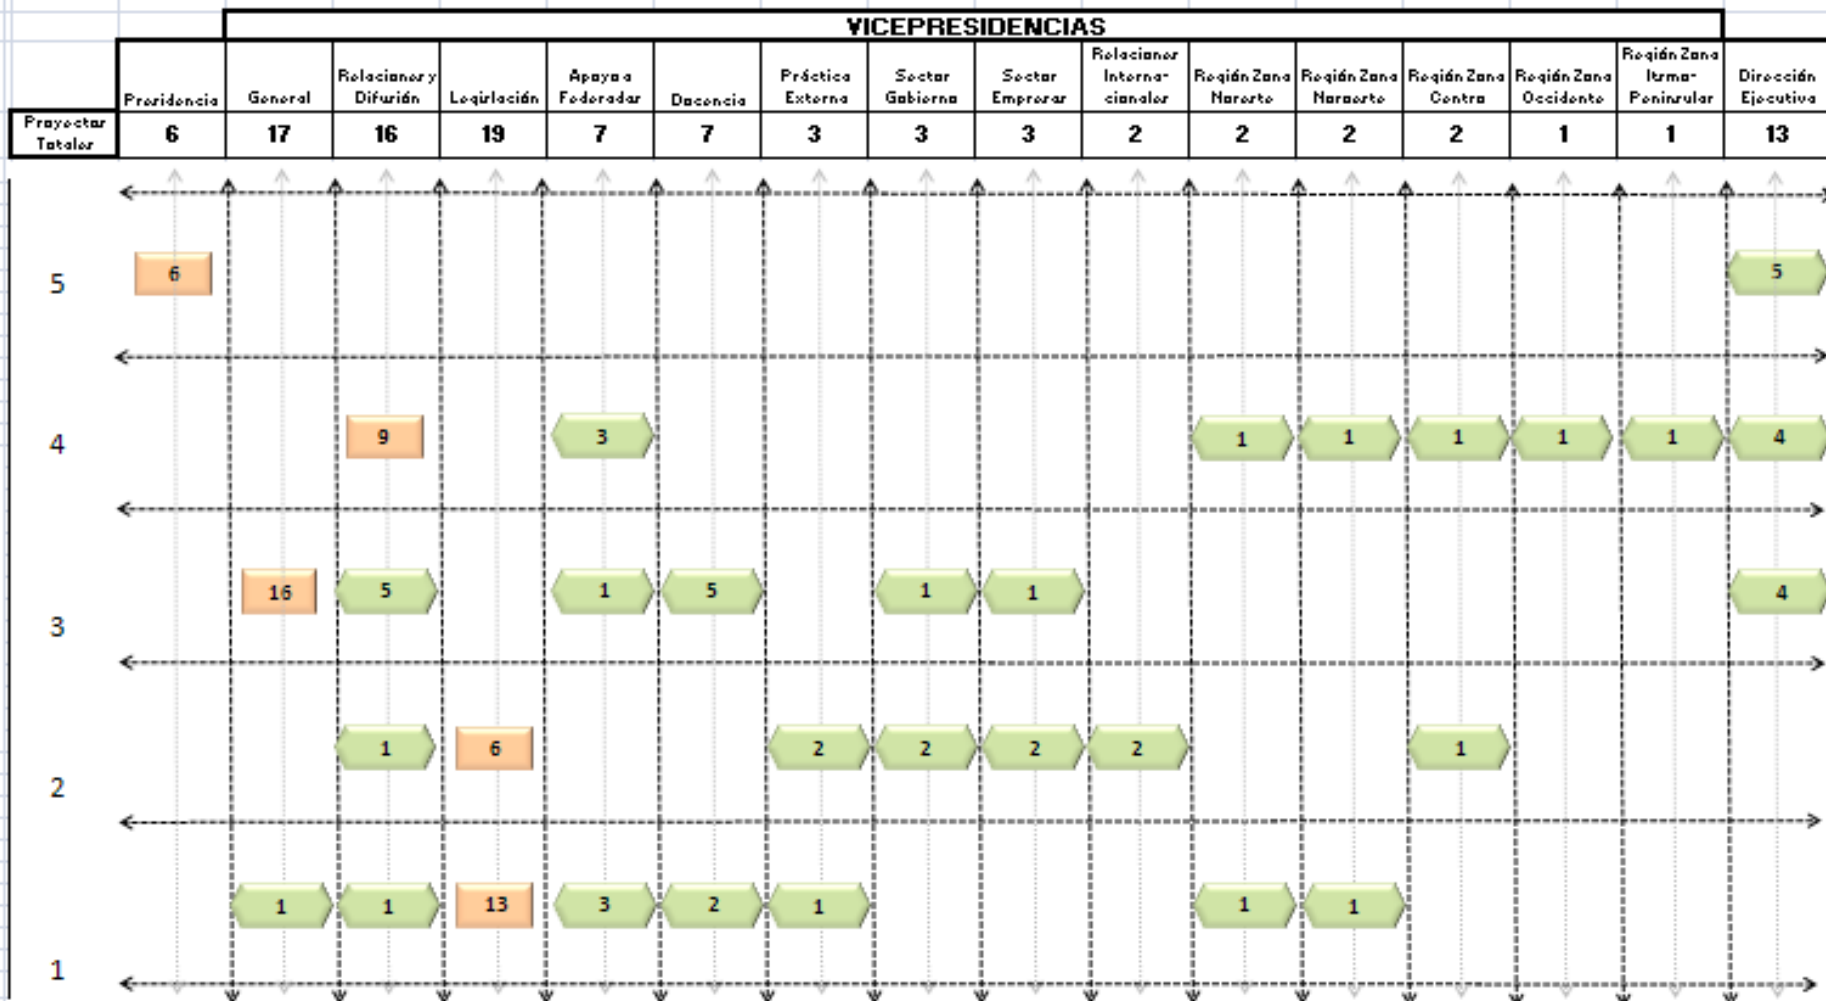 VICEPRESIDENCIAS
Presidencia
General
Relaciones y
Difusión
Legislación
Apoyo a
Federadas
Docencia
Práctica
Externa
Sector
Gobierno
Sector
Empresas
Relaciones
Interna-
cionales
Región Zona
Noreste
Región Zona
Noroeste
Región Zona
Centro
Región Zona
Occidente
Región Zona
Itsmo-
Peninsular
Dirección
Ejecutiva
Proyectos
Totales
6 17 16 19 7 7 3 3 3 2 2 2 2 1 1 13
5 6 5
4 9 3 1 1 1 1 1 4
3 16 5 1 5 1 1 4
2 1 6 2 2 2 2 1
1 1 1 13 3 2 1 1 1